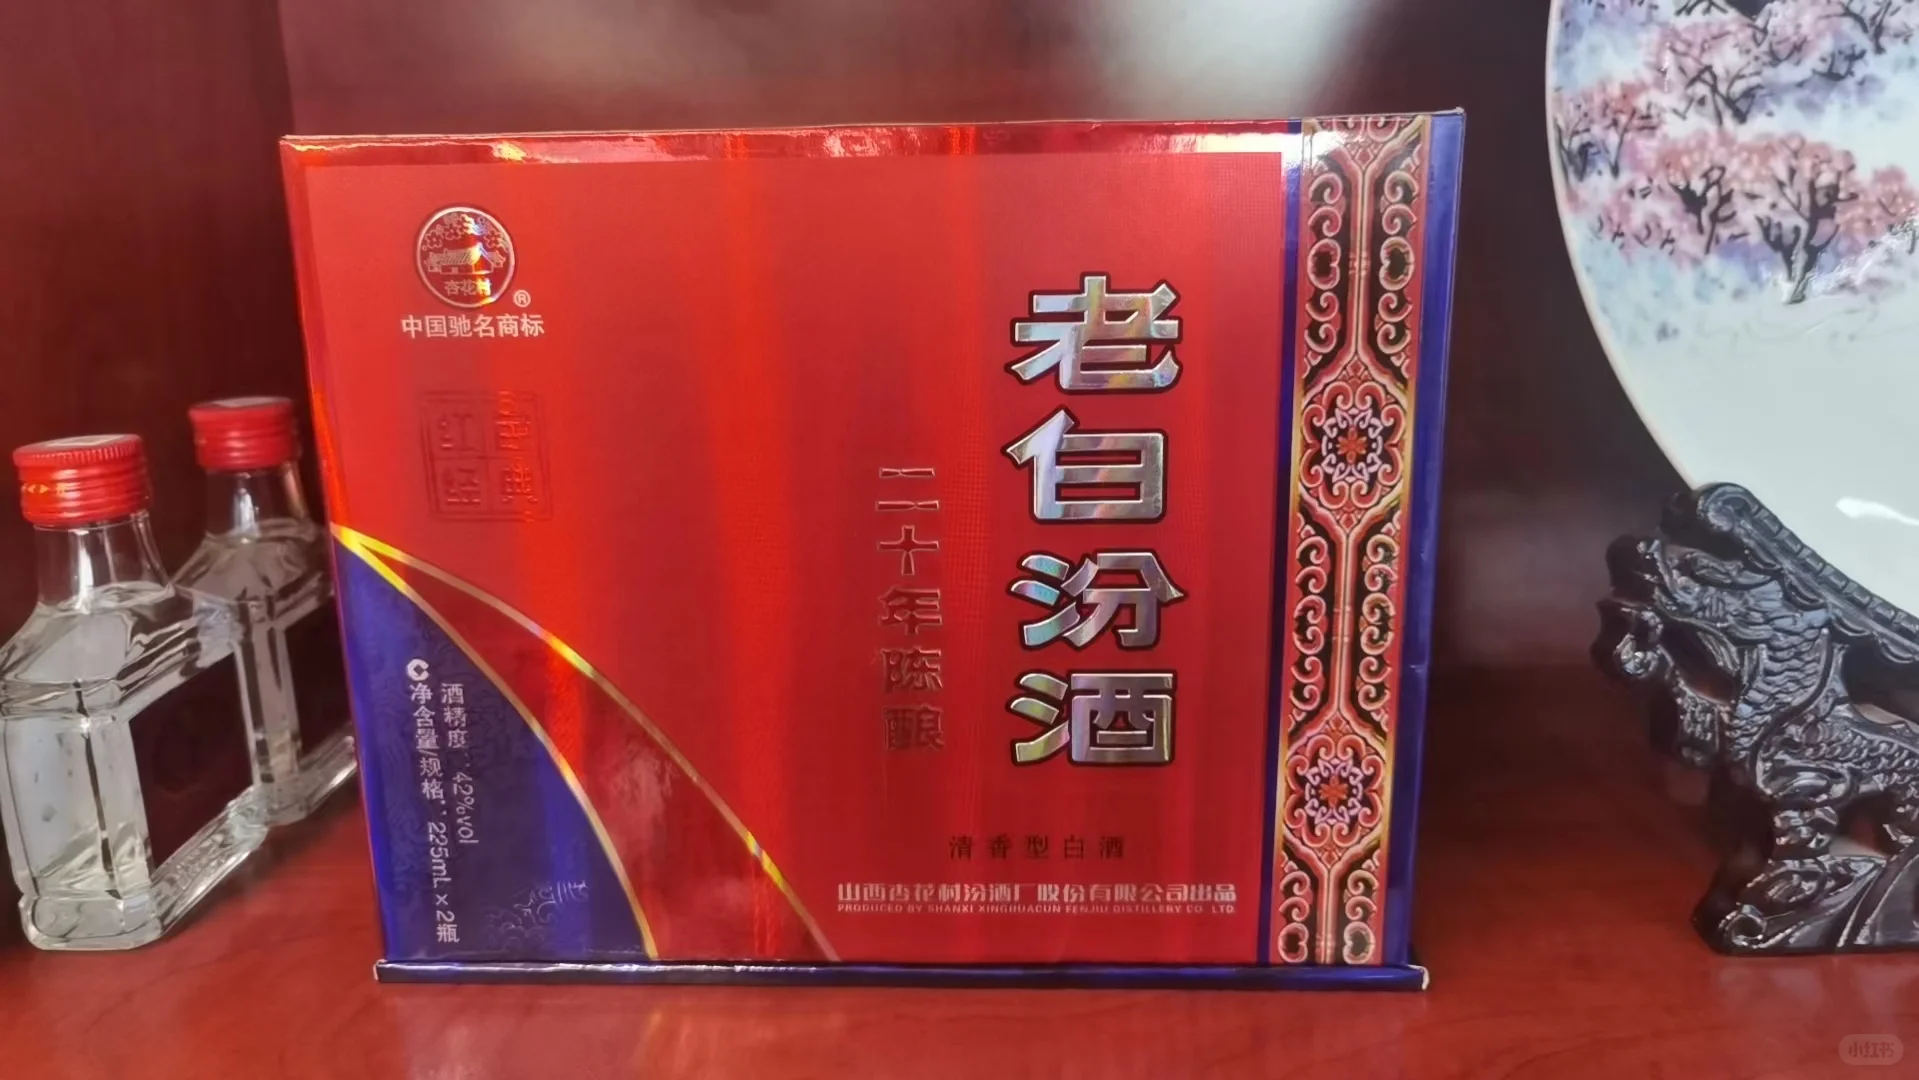 杏花村
®
中国驰名商标
红
经典
老白汾酒
二十年陈酿
酒精度：42%vol
净含量/规格：225mL×2瓶
清香型白酒
山西杏花村汾酒厂股份有限公司出品
PRODUCED BY SHANXI XINGHUACUN FENJIU DISTILLERY CO. LTD.
小红书